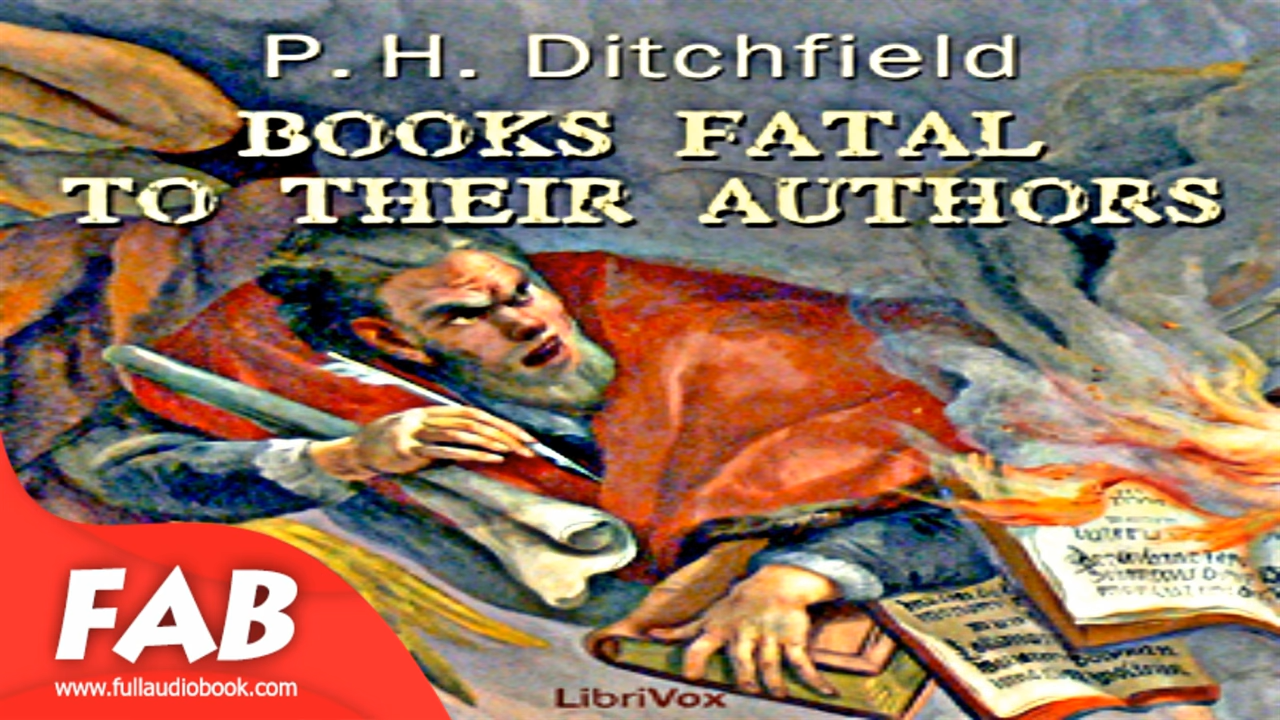 P. H. Ditchfield
BOOKS FATAL
TO THEIR AUTHORS
FAB
www.fullaudiobook.com
LibriVox